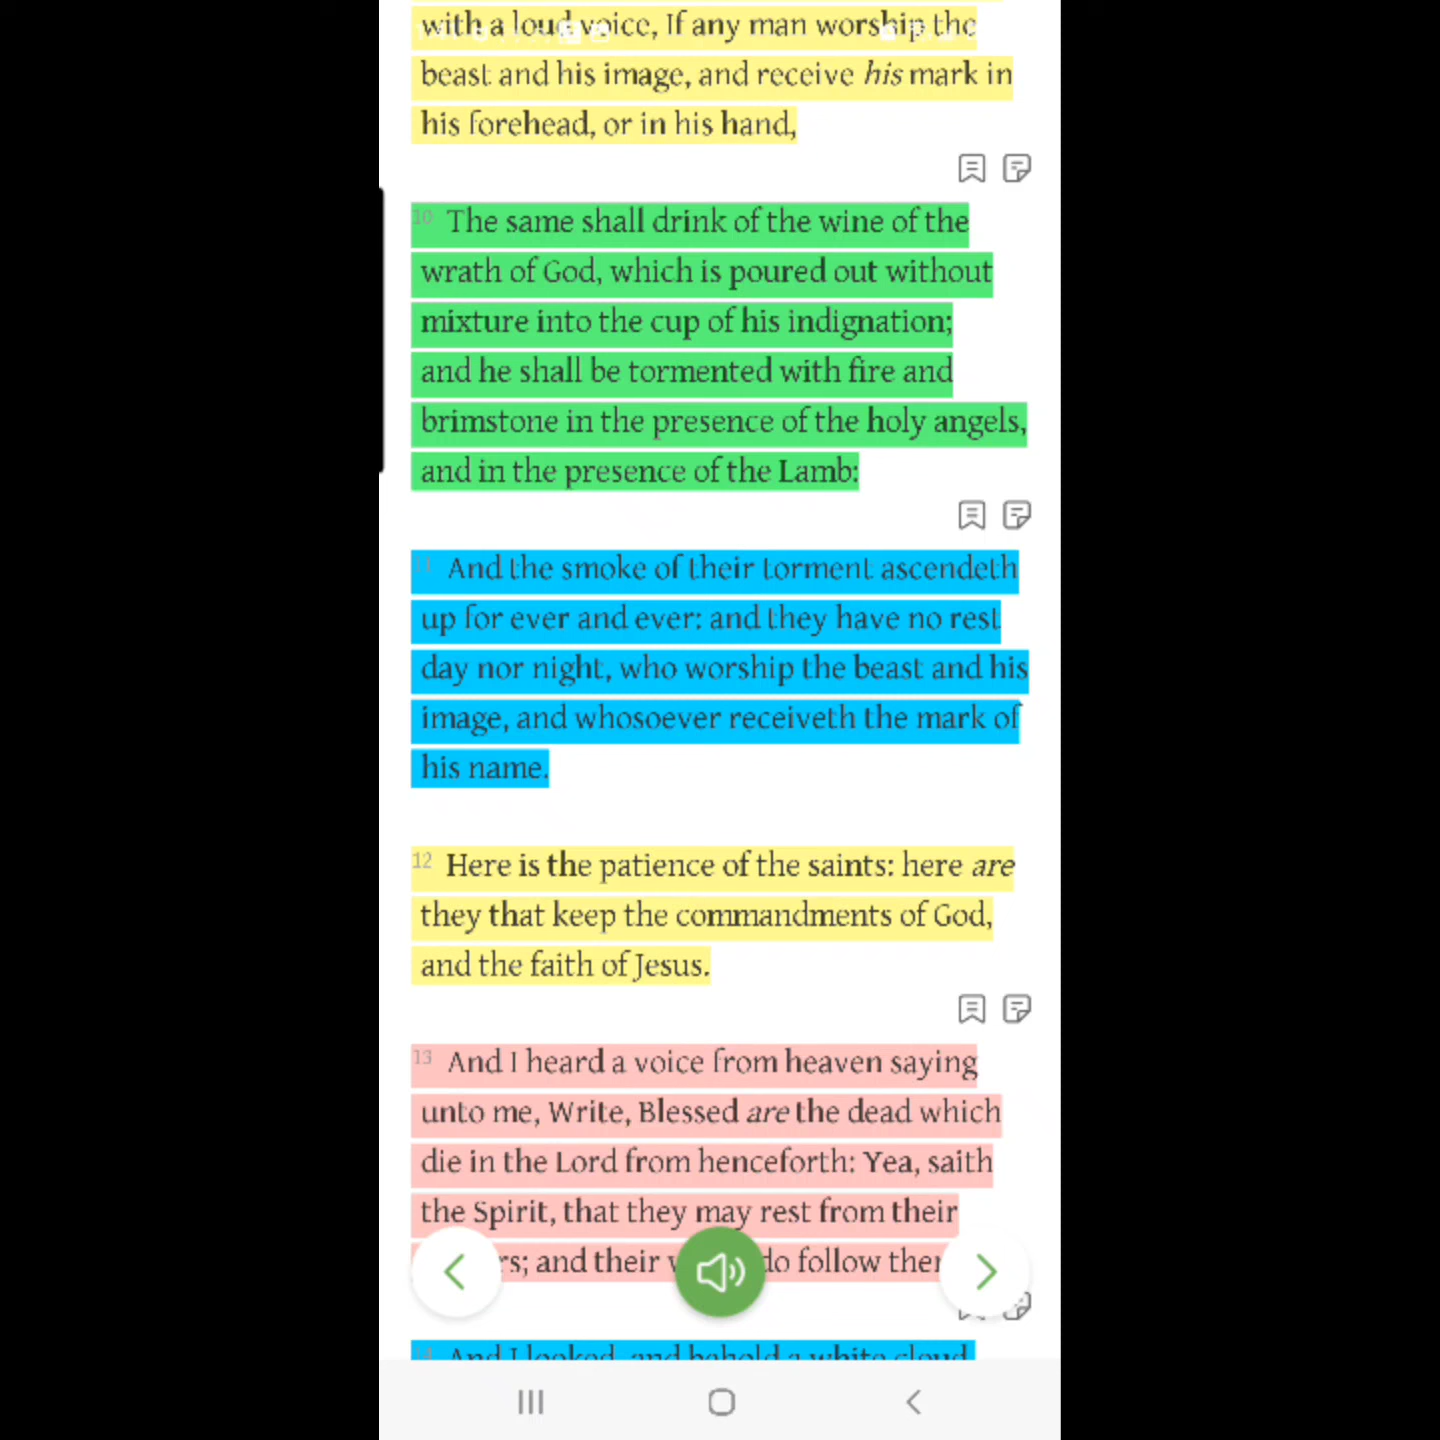 with a loud voice, If any man worship the
beast and his image, and receive his mark in
his forehead, or in his hand,
10 The same shall drink of the wine of the
wrath of God, which is poured out without
mixture into the cup of his indignation;
and he shall be tormented with fire and
brimstone in the presence of the holy angels,
and in the presence of the Lamb:
11 And the smoke of their torment ascendeth
up for ever and ever: and they have no rest
day nor night, who worship the beast and his
image, and whosoever receiveth the mark of
his name.
12 Here is the patience of the saints: here are
they that keep the commandments of God,
and the faith of Jesus.
13 And I heard a voice from heaven saying
unto me, Write, Blessed are the dead which
die in the Lord from henceforth: Yea, saith
the Spirit, that they may rest from their
and their do follow
14 And I looked, and behold a white cloud,